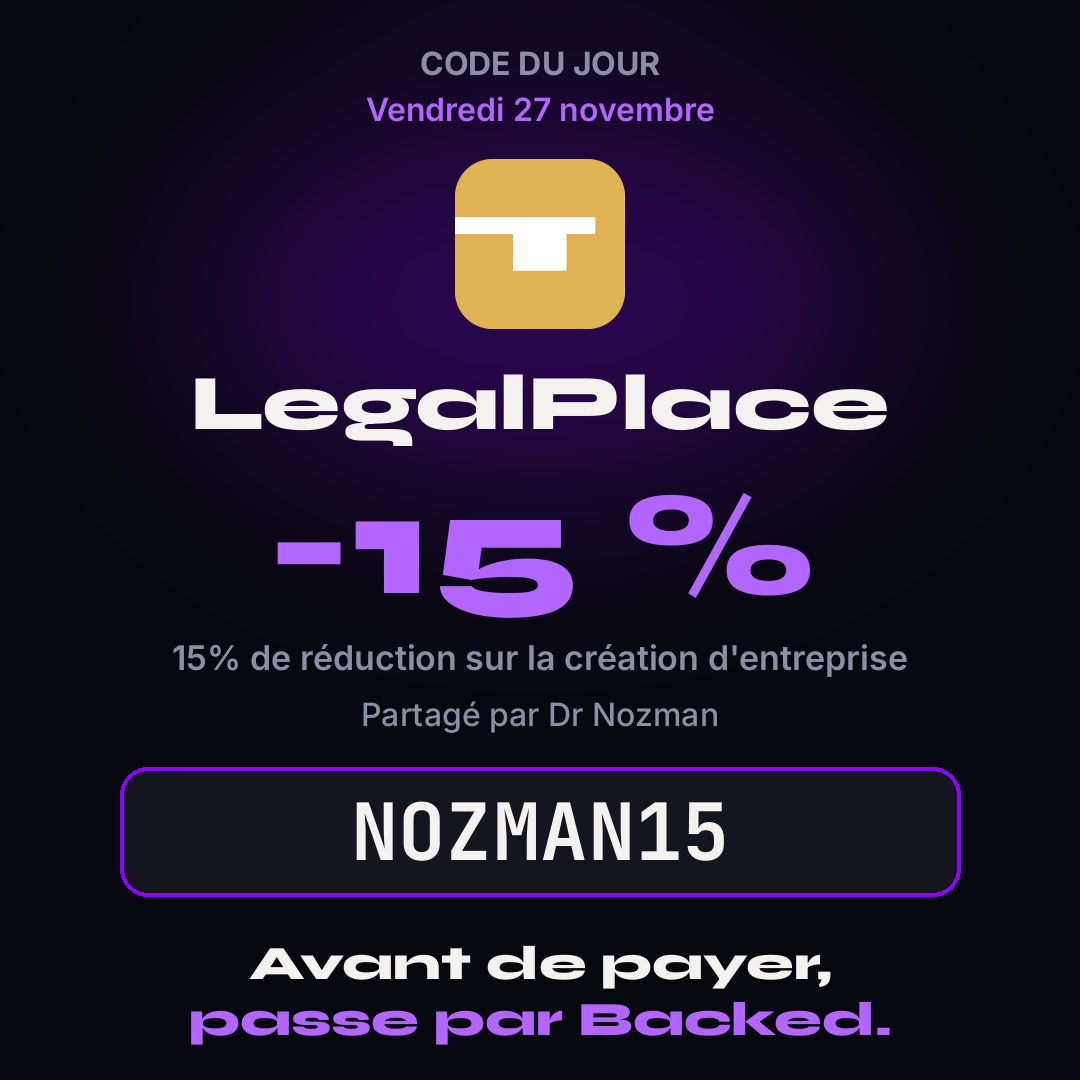 CODE DU JOUR
Vendredi 27 novembre
LegalPlace
-15 %
15% de réduction sur la création d'entreprise
Partagé par Dr Nozman
NOZMAN15
Avant de payer,
passe par Backed.